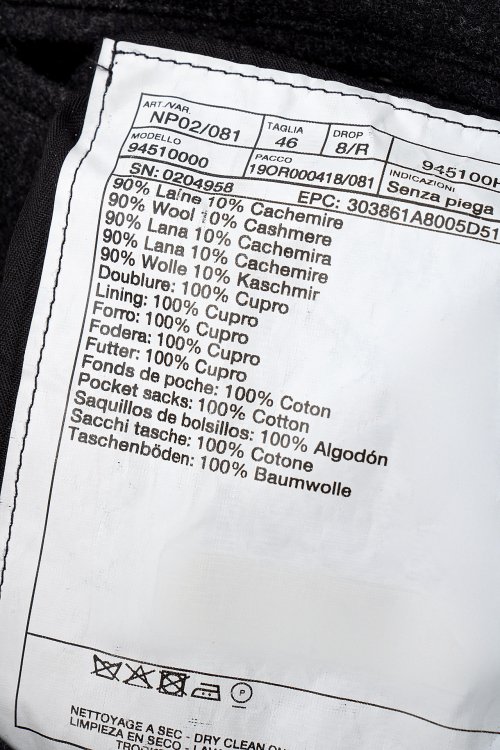 ART./VAR.
NP02/081
TAGLIA
46
DROP
8/R
945100H
MODELLO
94510000
PACCO
19OR000418/081
INDICAZIONI
Senza piega
SN: 0204958
EPC: 303861A8005D51
90% Laine 10% Cachemire
90% Wool 10% Cashmere
90% Lana 10% Cachemira
90% Lana 10% Cachemire
90% Wolle 10% Kaschmir
Doublure: 100% Cupro
Lining: 100% Cupro
Forro: 100% Cupro
Fodera: 100% Cupro
Futter: 100% Cupro
Fonds de poche: 100% Coton
Pocket sacks: 100% Cotton
Saquillos de bolsillos: 100% Algodón
Sacchi tasche: 100% Cotone
Taschenböden: 100% Baumwolle
P
NETTOYAGE A SEC - DRY CLEAN
LIMPIEZA EN SECO -